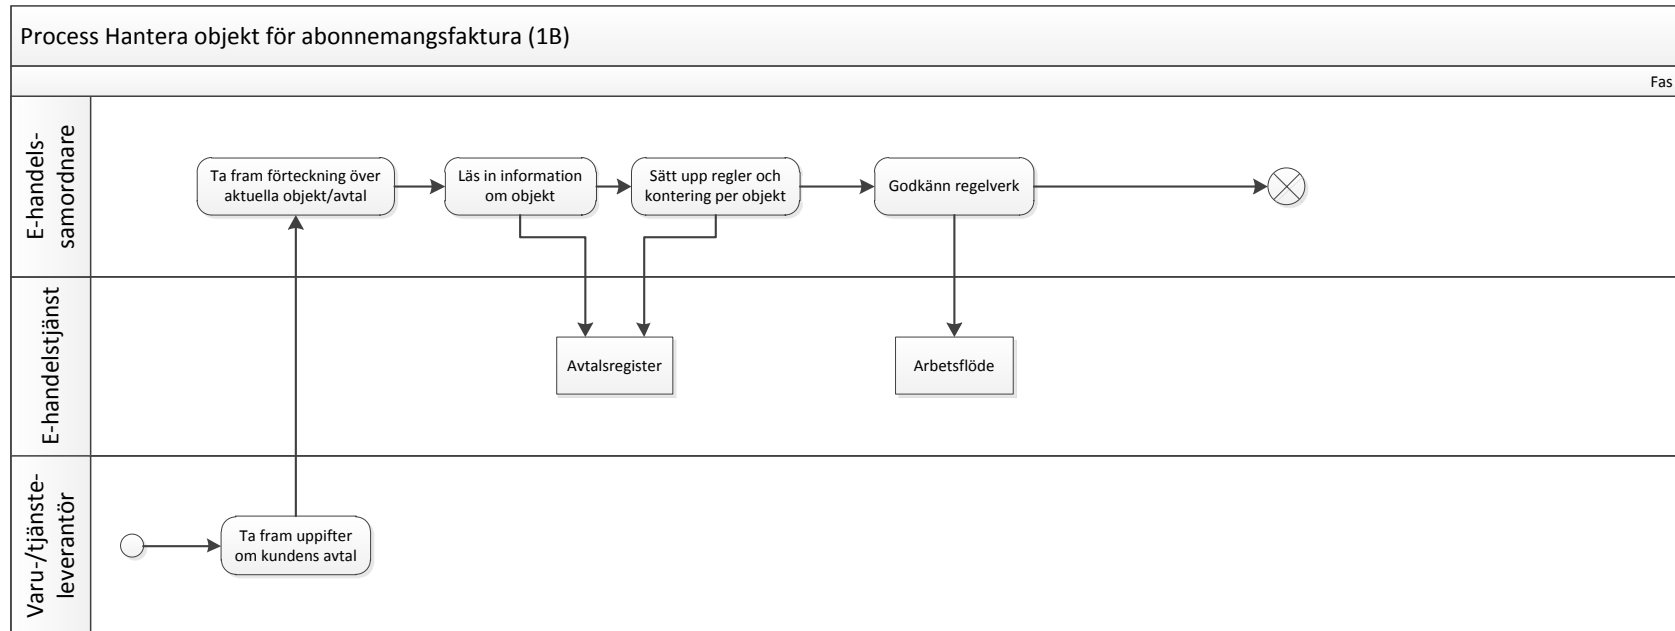 Process Hantera objekt för abonnemangsfaktura (1B)
Fas
E-handels-
samordnare
Ta fram förteckning över
aktuella objekt/avtal
Läs in information
om objekt
Sätt upp regler och
kontering per objekt
Godkänn regelverk
E-handelstjänst
Avtalsregister
Arbetsflöde
Varu-/tjänste-
leverantör
Ta fram uppifter
om kundens avtal